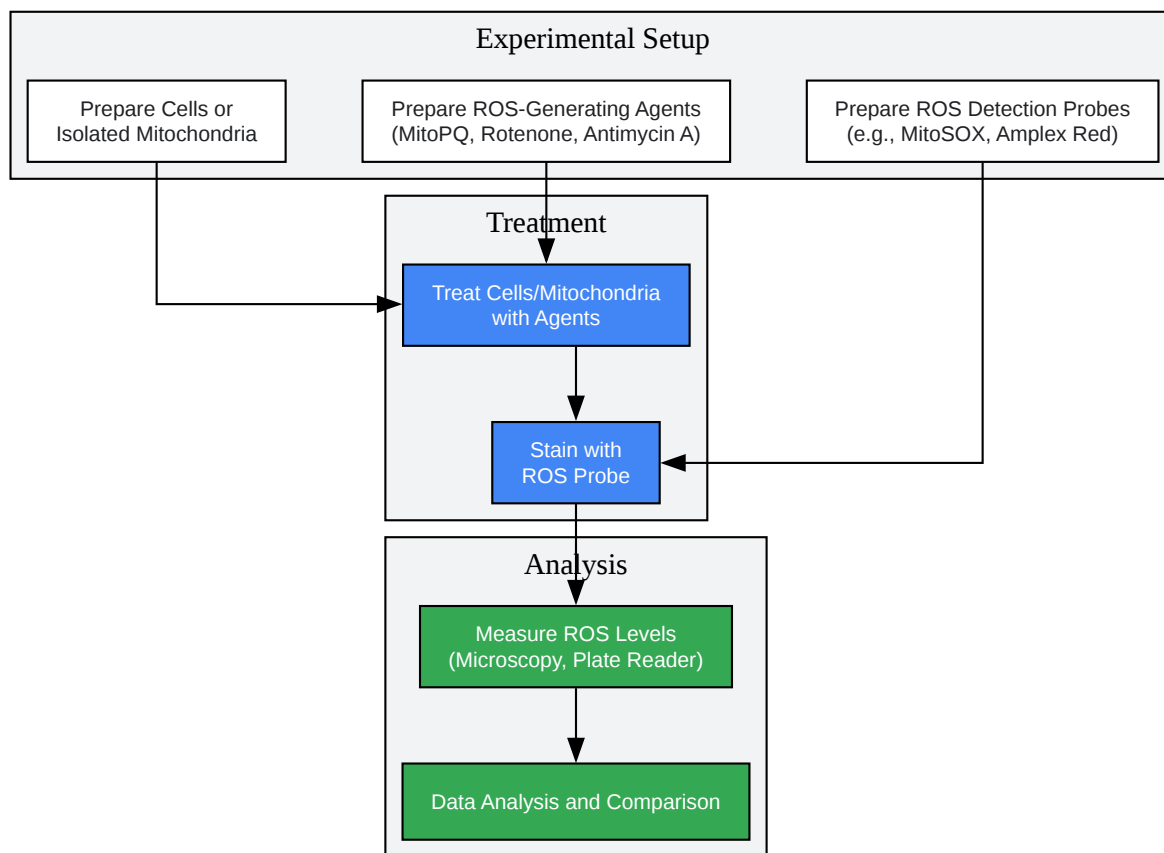 Experimental Setup
Prepare Cells or
Isolated Mitochondria
Prepare ROS-Generating Agents
(MitoPQ, Rotenone, Antimycin A)
Prepare ROS Detection Probes
(e.g., MitoSOX, Amplex Red)
Treatment
Treat Cells/Mitochondria
with Agents
Stain with
ROS Probe
Analysis
Measure ROS Levels
(Microscopy, Plate Reader)
Data Analysis and Comparison